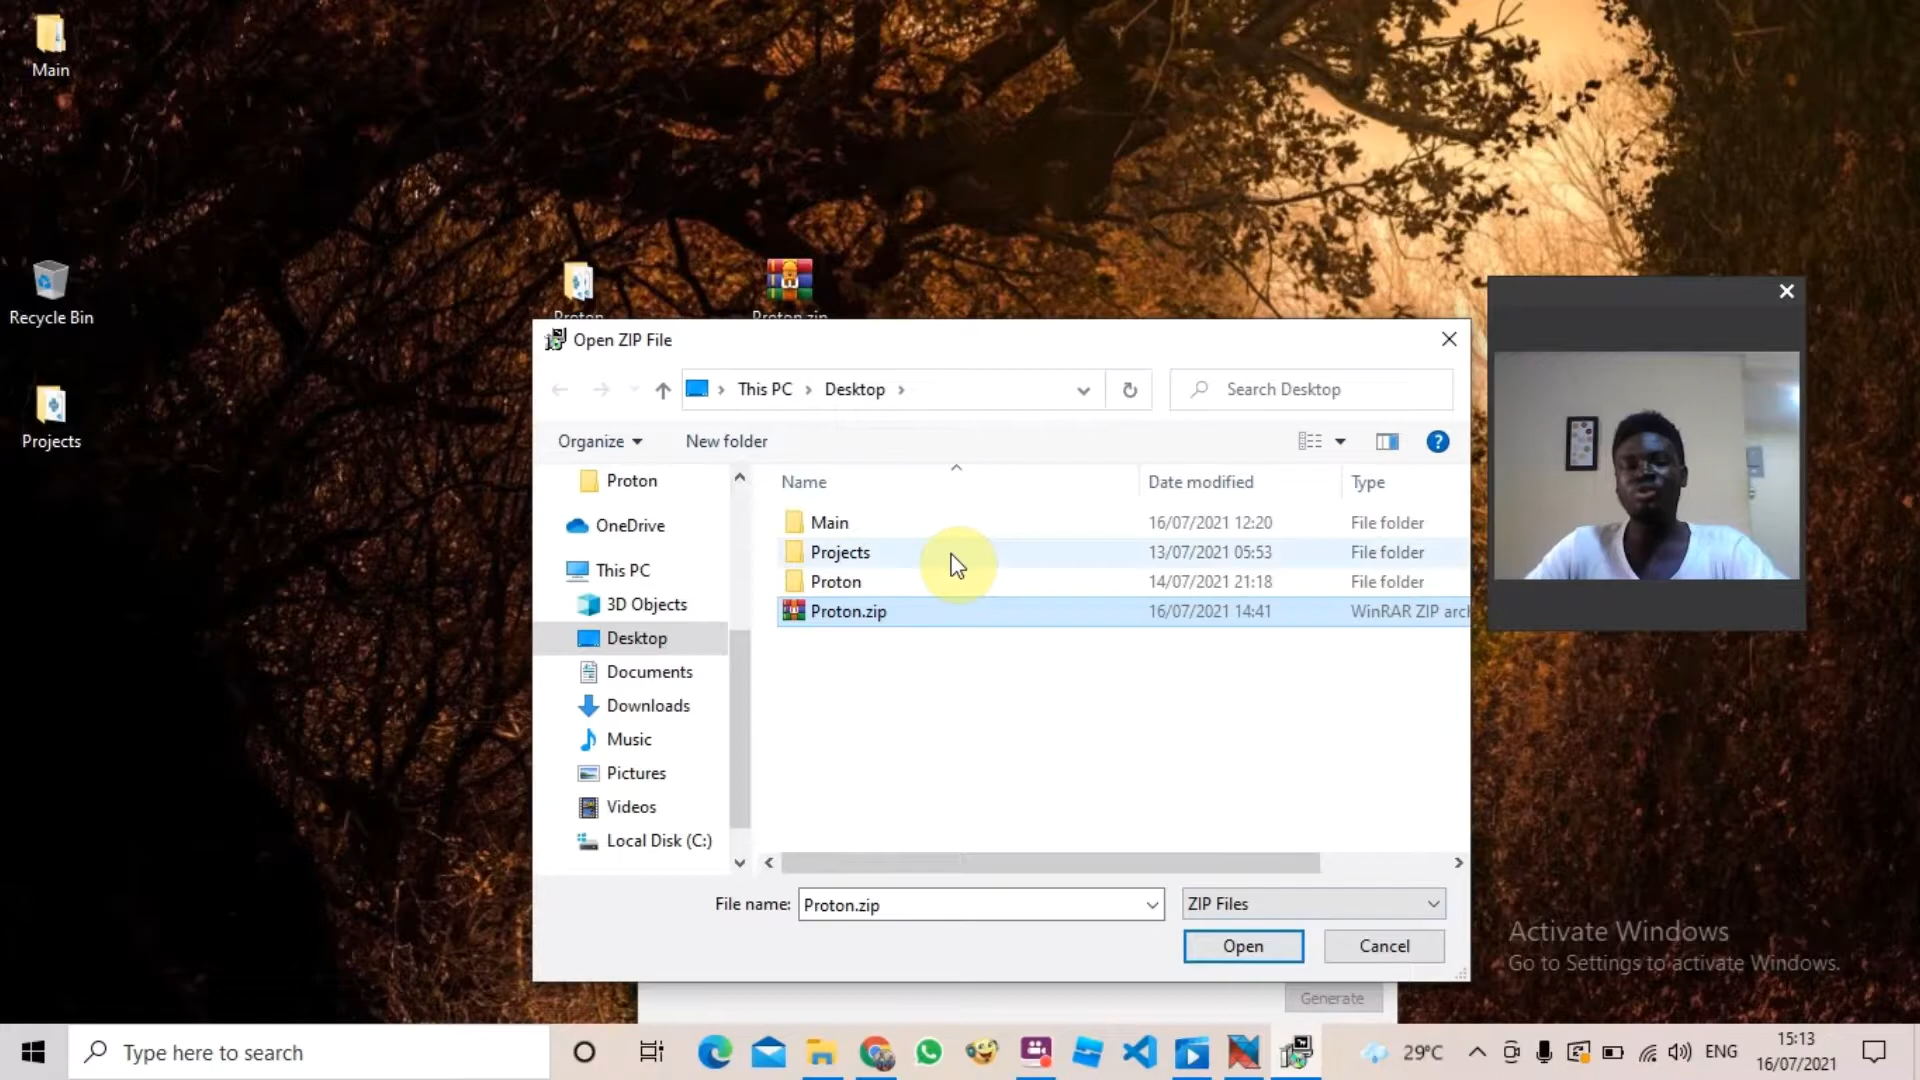 Main
Recycle Bin
Projects
Proton
Proton.zip
Open ZIP File
This PC
Desktop
Search Desktop
Organize
New folder
Name
Date modified
Type
Proton
OneDrive
This PC
3D Objects
Desktop
Documents
Downloads
Music
Pictures
Videos
Local Disk (C:)
Main 16/07/2021 12:20 File folder
Projects 13/07/2021 05:53 File folder
Proton 14/07/2021 21:18 File folder
Proton.zip 16/07/2021 14:41 WinRAR ZIP arch
File name: Proton.zip
ZIP Files
Open
Cancel
Generate
Activate Windows
Go to Settings to activate Windows.
Type here to search
29°C
ENG
15:13
16/07/2021